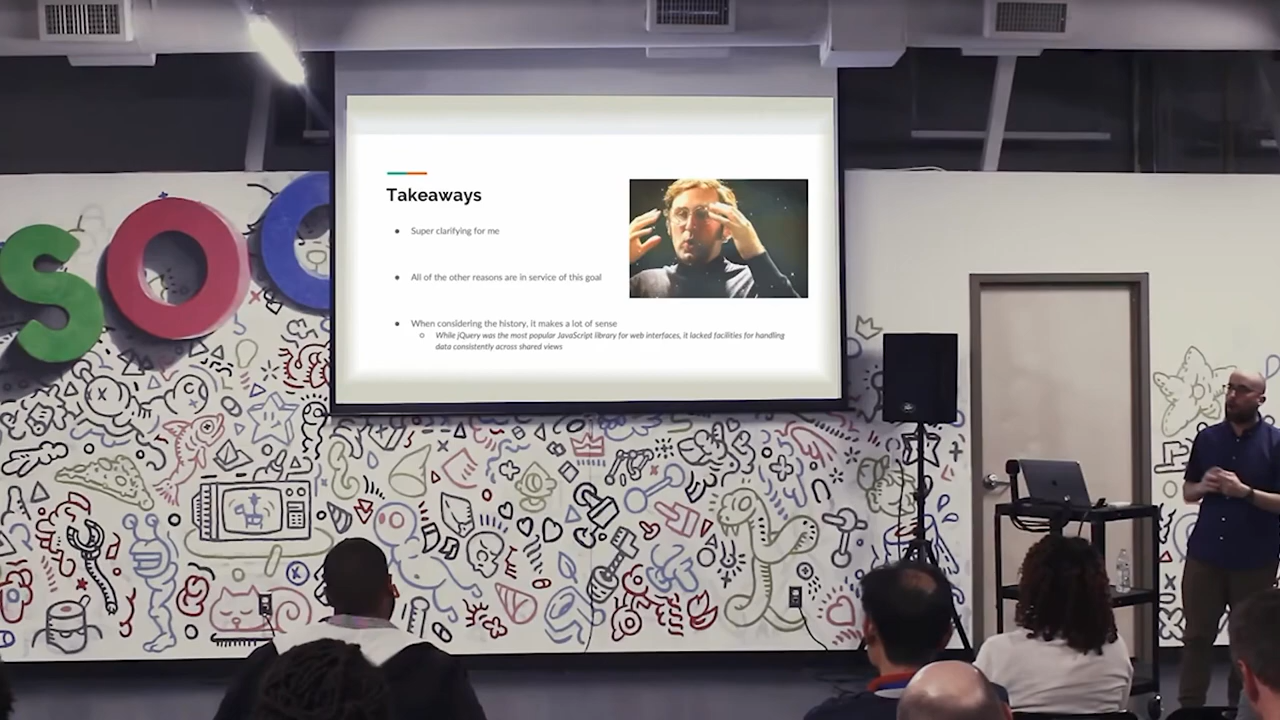 SOC
Takeaways
Super clarifying for me
All of the other reasons are in service of this goal
When considering the history, it makes a lot of sense
While jQuery was the most popular JavaScript library for web interfaces, it lacked facilities for handling
data consistently across shared views